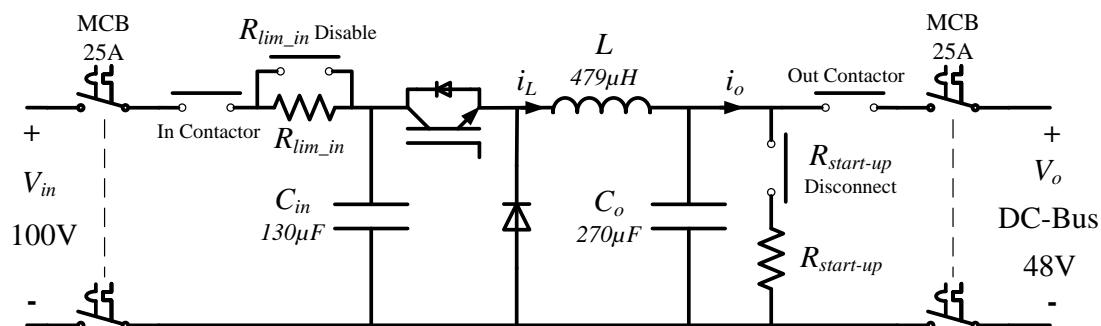 MCB
25A
R_lim_in Disable
L
479μH
MCB
25A
i_L
i_o
Out Contactor
In Contactor
R_lim_in
+
V_in
100V
-
C_in
130μF
C_o
270μF
R_start-up
Disconnect
R_start-up
+
V_o
DC-Bus
48V
-